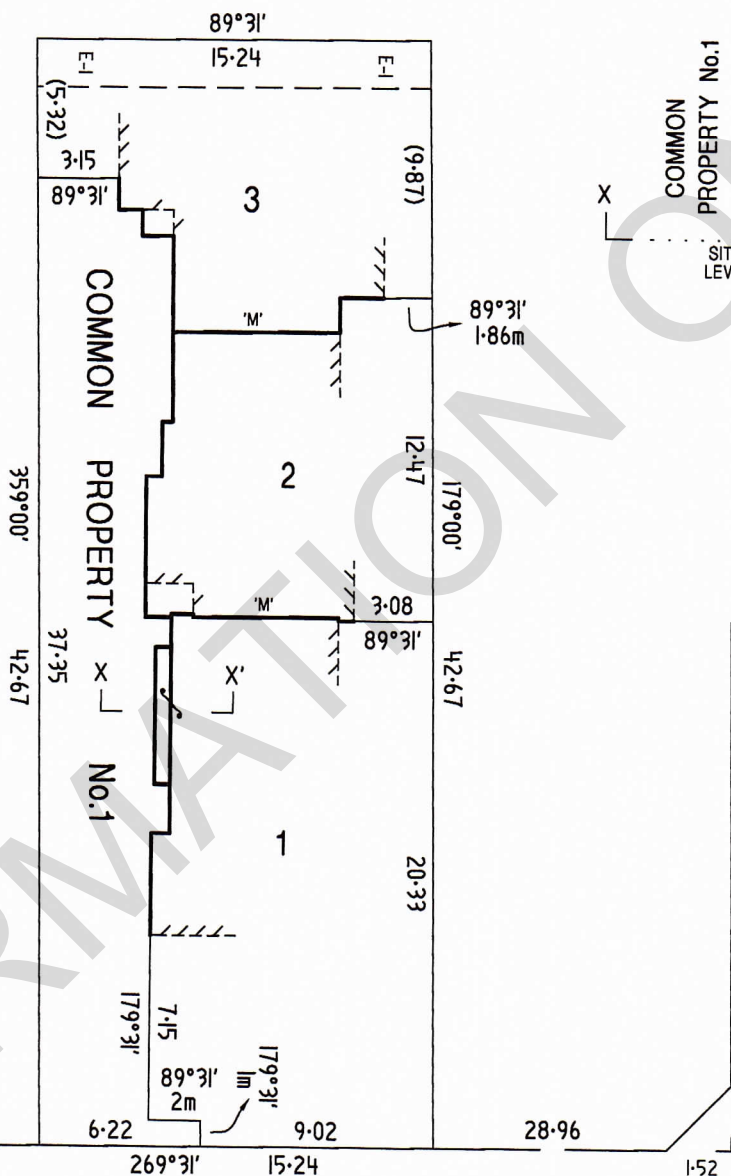 89°31'
15·24
E-1
E-1
(5·32)
3·15
89°31'
3
(9·87)
COMMON
PROPERTY No.1
X
SIT
LEV
'M'
89°31'
1·86m
COMMON PROPERTY No.1
2
12·47
179°00'
359°00'
'M'
3·08
89°31'
37·35
42·67
X
X'
42·67
1
20·33
179°31'
7·15
89°31'
2m
179°31'
1m
6·22
9·02
28·96
269°31'
15·24
1·52